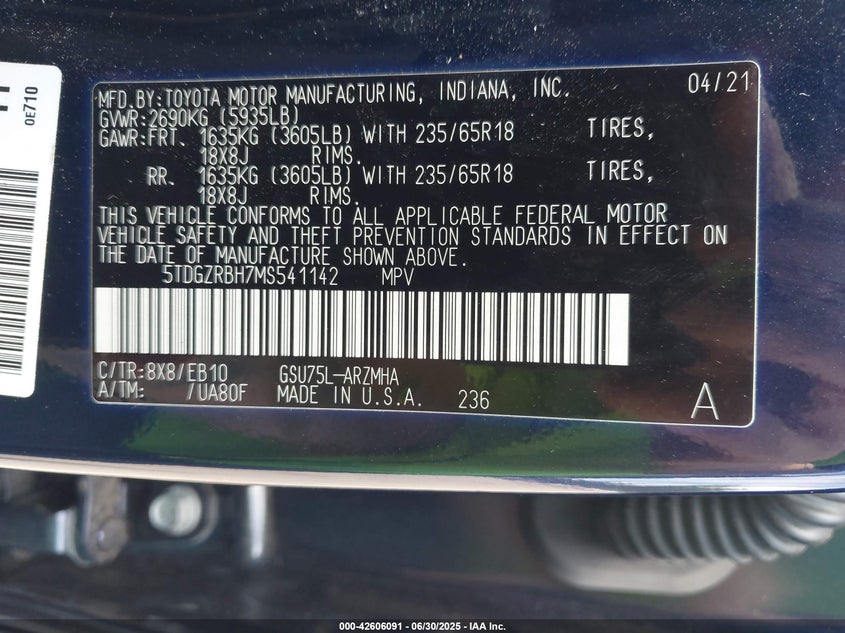 11
0E710
MFD.BY:TOYOTA MOTOR MANUFACTURING, INDIANA, INC. 04/21
GVWR:2690KG (5935LB)
GAWR:FRT. 1635KG (3605LB) WITH 235/65R18 TIRES,
18X8J RIMS.
RR. 1635KG (3605LB) WITH 235/65R18 TIRES,
18X8J RIMS.
THIS VEHICLE CONFORMS TO ALL APPLICABLE FEDERAL MOTOR
VEHICLE SAFETY AND THEFT PREVENTION STANDARDS IN EFFECT ON
THE DATE OF MANUFACTURE SHOWN ABOVE.
5TDGZRBH7MS541142 MPV
C/TR:8X8/EB10 GSU75L-ARZMHA
A/TM: /UA80F MADE IN U.S.A. 236
A
000-42606091 - 06/30/2025 - IAA Inc.